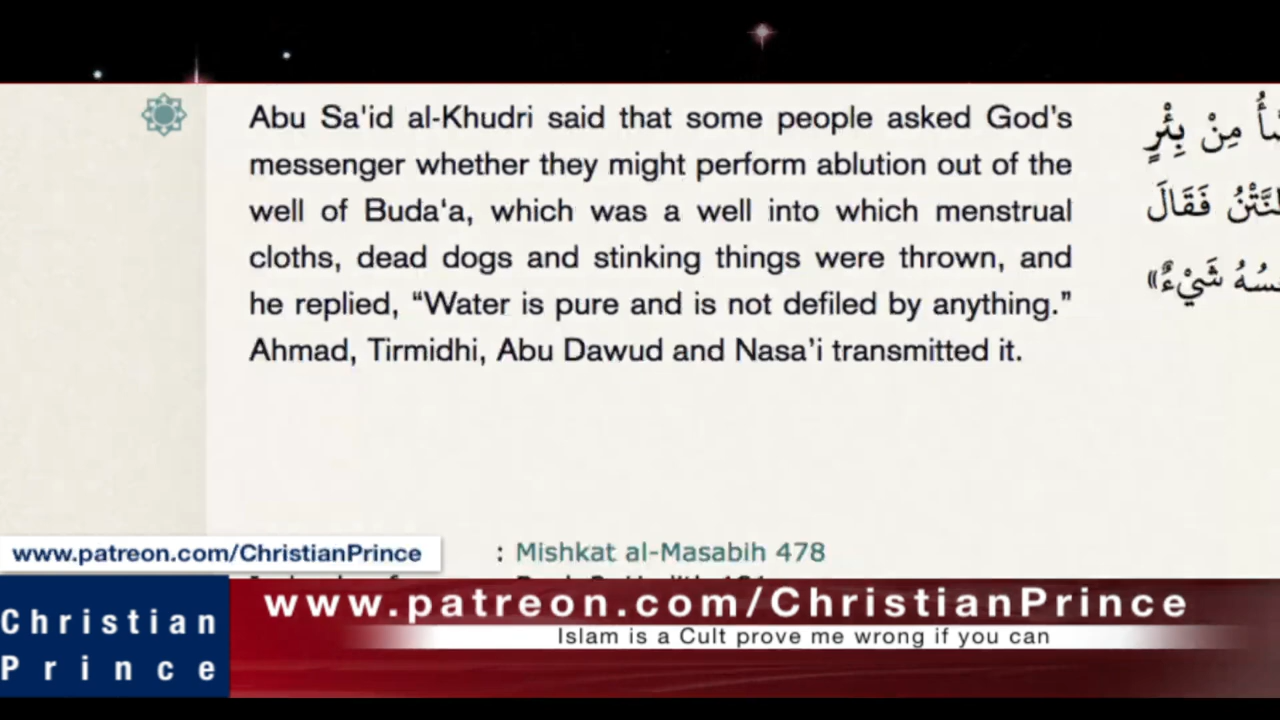 Abu Sa'id al-Khudri said that some people asked God's
messenger whether they might perform ablution out of the
well of Buda‘a, which was a well into which menstrual
cloths, dead dogs and stinking things were thrown, and
he replied, “Water is pure and is not defiled by anything.”
Ahmad, Tirmidhi, Abu Dawud and Nasa’i transmitted it.
مِنْ بِئْرٍ
فَقَالَ
شَيْءٌ»
: Mishkat al-Masabih 478
www.patreon.com/ChristianPrince
Christian
Prince
www.patreon.com/ChristianPrince
Islam is a Cult prove me wrong if you can